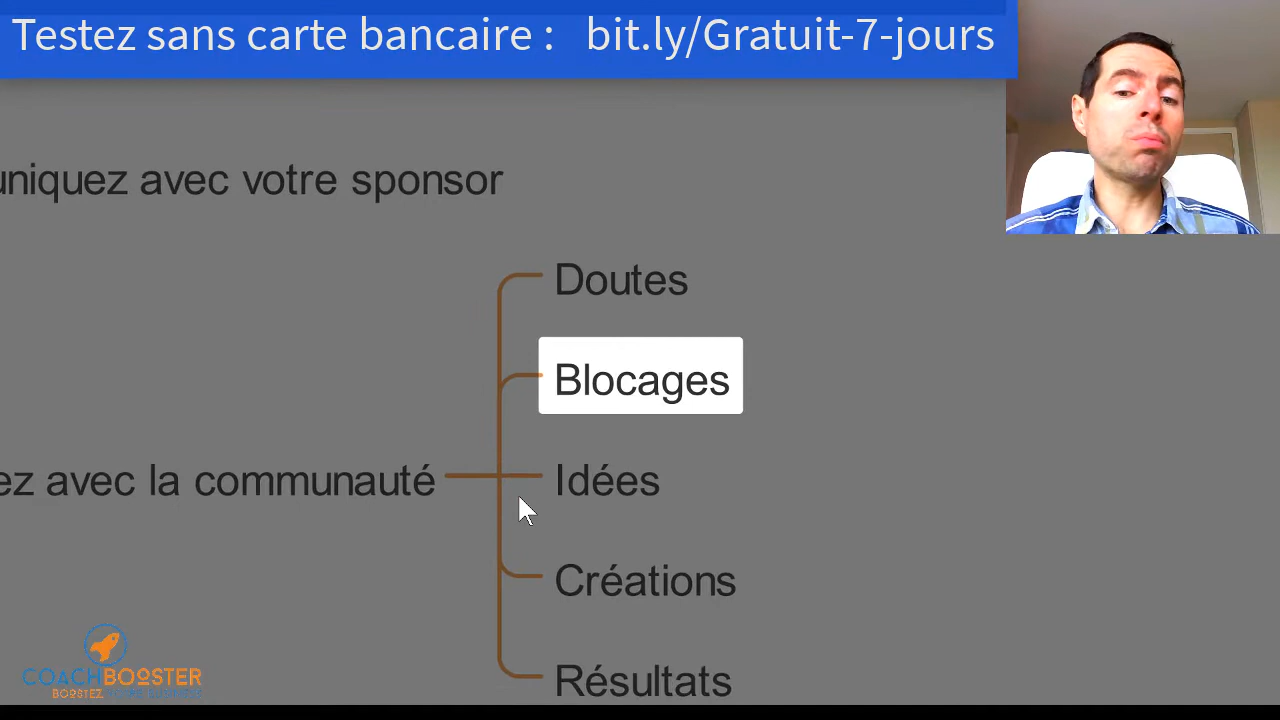 Testez sans carte bancaire : bit.ly/Gratuit-7-jours
uniquez avec votre sponsor
Doutes
Blocages
ez avec la communauté
Idées
Créations
Résultats
COACHBOOSTER
BOOSTEZ